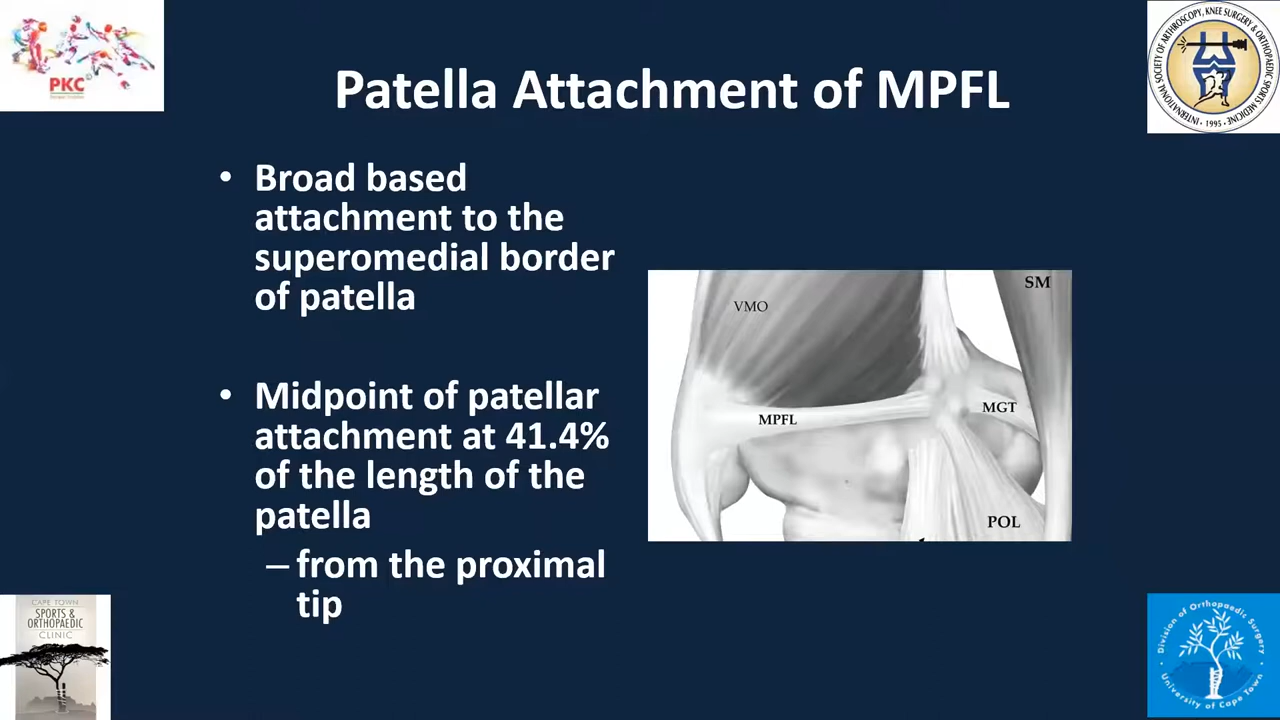 PKC
Patella Attachment of MPFL
INTERNATIONAL SOCIETY OF ARTHROSCOPY, KNEE SURGERY & ORTHOPAEDIC SPORTS MEDICINE
· 1995 ·
• Broad based
attachment to the
superomedial border
of patella
• Midpoint of patellar
attachment at 41.4%
of the length of the
patella
– from the proximal
tip
VMO
SM
MPFL
MGT
POL
CAPE TOWN
SPORTS &
ORTHOPAEDIC
CLINIC
Division of Orthopaedic Surgery
University of Cape Town